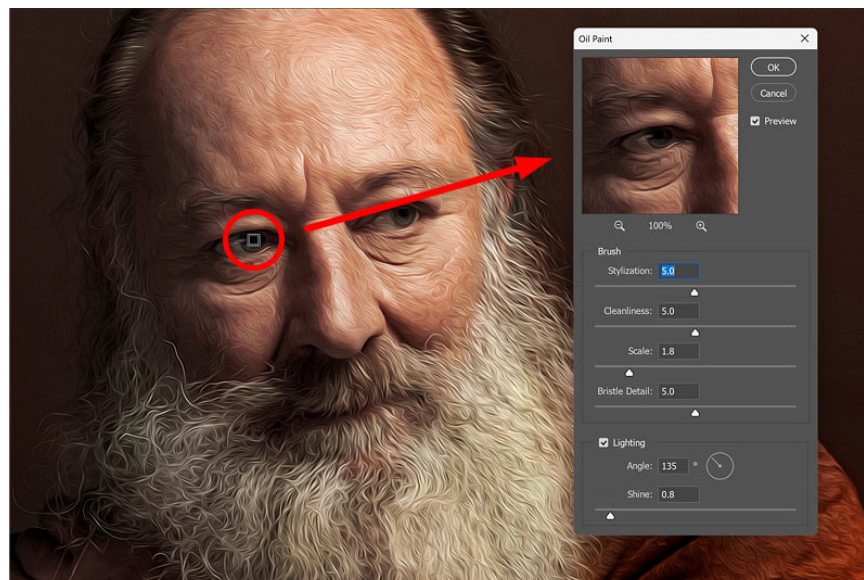 Oil Paint
OK
Cancel
Preview
100%
Brush
Stylization: 5.0
Cleanliness: 5.0
Scale: 1.8
Bristle Detail: 5.0
Lighting
Angle: 135 °
Shine: 0.8